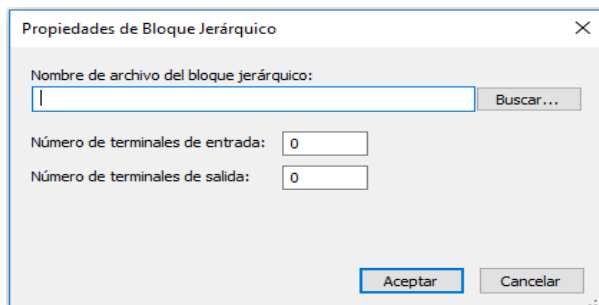 Propiedades de Bloque Jerárquico
Nombre de archivo del bloque jerárquico:
Buscar...
Número de terminales de entrada: 0
Número de terminales de salida: 0
Aceptar Cancelar